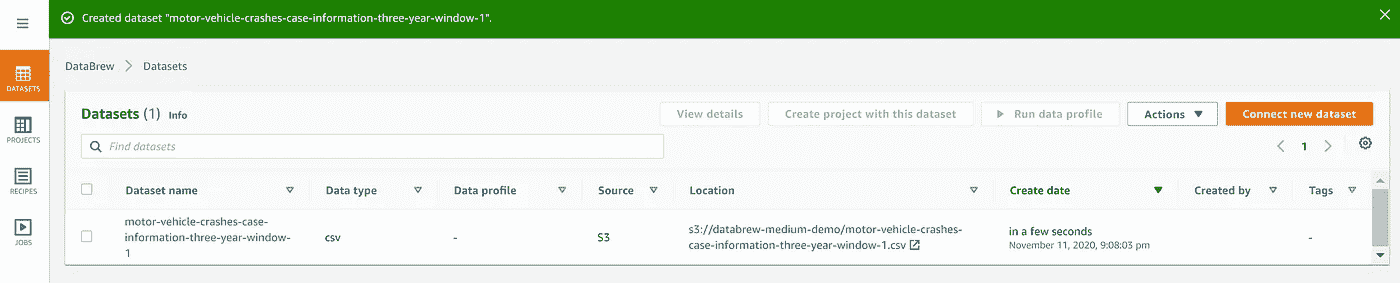 Created dataset "motor-vehicle-crashes-case-information-three-year-window-1".
DataBrew > Datasets
DATASETS
PROJECTS
RECIPES
JOBS
Datasets (1) Info
View details
Create project with this dataset
Run data profile
Actions
Connect new dataset
Find datasets
1
Dataset name
Data type
Data profile
Source
Location
Create date
Created by
Tags
motor-vehicle-crashes-case-
information-three-year-window-
1
csv
-
S3
s3://databrew-medium-demo/motor-vehicle-crashes-
case-information-three-year-window-1.csv
in a few seconds
November 11, 2020, 9:08:03 pm
-